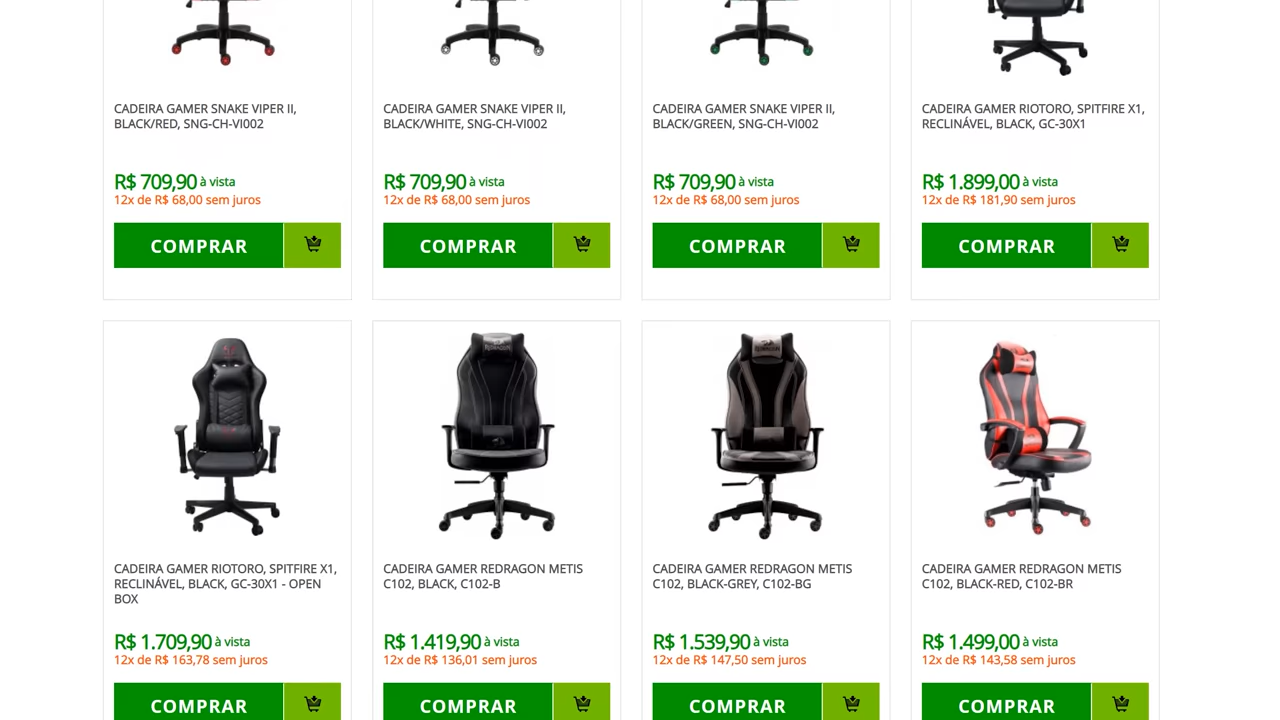 CADEIRA GAMER SNAKE VIPER II,
BLACK/RED, SNG-CH-VI002
R$ 709,90 à vista
12x de R$ 68,00 sem juros
COMPRAR
CADEIRA GAMER SNAKE VIPER II,
BLACK/WHITE, SNG-CH-VI002
R$ 709,90 à vista
12x de R$ 68,00 sem juros
COMPRAR
CADEIRA GAMER SNAKE VIPER II,
BLACK/GREEN, SNG-CH-VI002
R$ 709,90 à vista
12x de R$ 68,00 sem juros
COMPRAR
CADEIRA GAMER RIOTORO, SPITFIRE X1,
RECLINÁVEL, BLACK, GC-30X1
R$ 1.899,00 à vista
12x de R$ 181,90 sem juros
COMPRAR
CADEIRA GAMER RIOTORO, SPITFIRE X1,
RECLINÁVEL, BLACK, GC-30X1 - OPEN
BOX
R$ 1.709,90 à vista
12x de R$ 163,78 sem juros
COMPRAR
REDRAGON
CADEIRA GAMER REDRAGON METIS
C102, BLACK, C102-B
R$ 1.419,90 à vista
12x de R$ 136,01 sem juros
COMPRAR
REDRAGON
CADEIRA GAMER REDRAGON METIS
C102, BLACK-GREY, C102-BG
R$ 1.539,90 à vista
12x de R$ 147,50 sem juros
COMPRAR
CADEIRA GAMER REDRAGON METIS
C102, BLACK-RED, C102-BR
R$ 1.499,00 à vista
12x de R$ 143,58 sem juros
COMPRAR